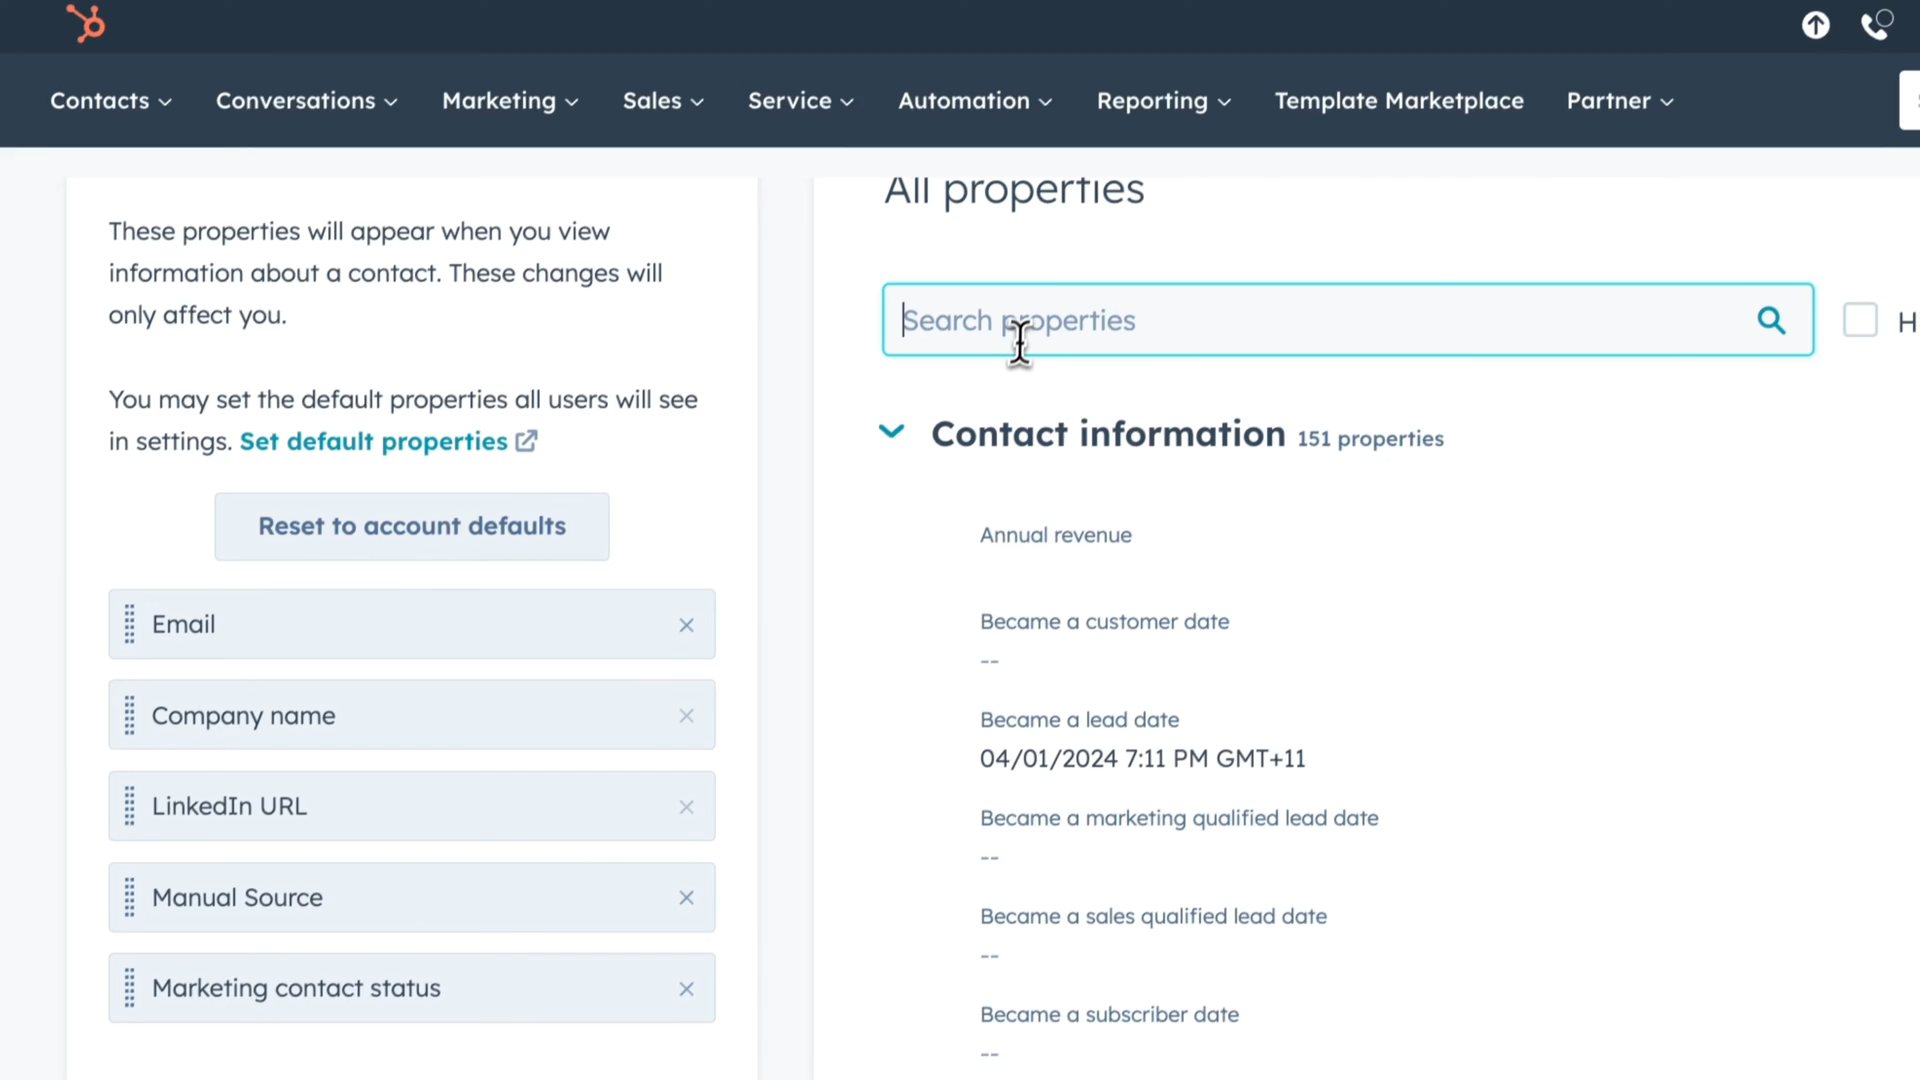 Contacts Conversations Marketing Sales Service Automation Reporting Template Marketplace Partner
These properties will appear when you view
information about a contact. These changes will
only affect you.
You may set the default properties all users will see
in settings. Set default properties
Reset to account defaults
Email
Company name
LinkedIn URL
Manual Source
Marketing contact status
All properties
Search properties
H
Contact information 151 properties
Annual revenue
Became a customer date
--
Became a lead date
04/01/2024 7:11 PM GMT+11
Became a marketing qualified lead date
--
Became a sales qualified lead date
--
Became a subscriber date
--